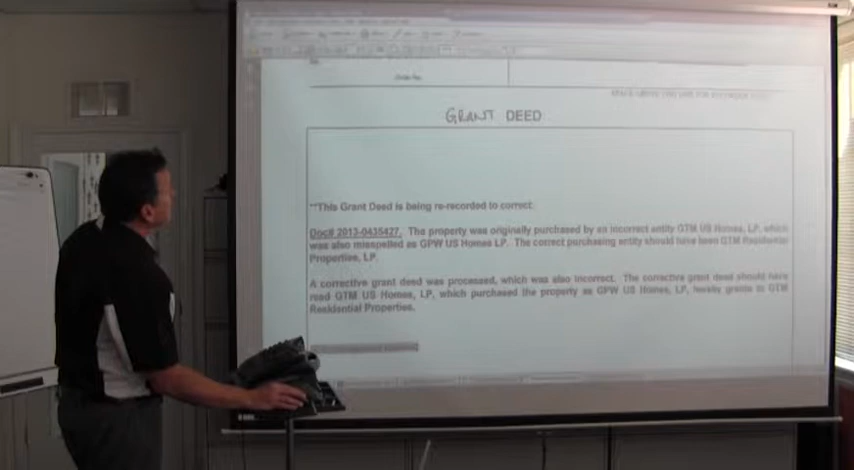 GRANT DEED
**This Grant Deed is being re-recorded to correct:
Doc# 2013-0435427. The property was originally purchased by an incorrect entity GTM US Homes, LP, which
was also misspelled as GPW US Homes LP. The correct purchasing entity should have been GTM Residential
Properties, LP.
A corrective grant deed was processed, which was also incorrect. The corrective grant deed should have
read GTM US Homes, LP, which purchased the property as GPW US Homes, LP, hereby grants to GTM
Residential Properties.